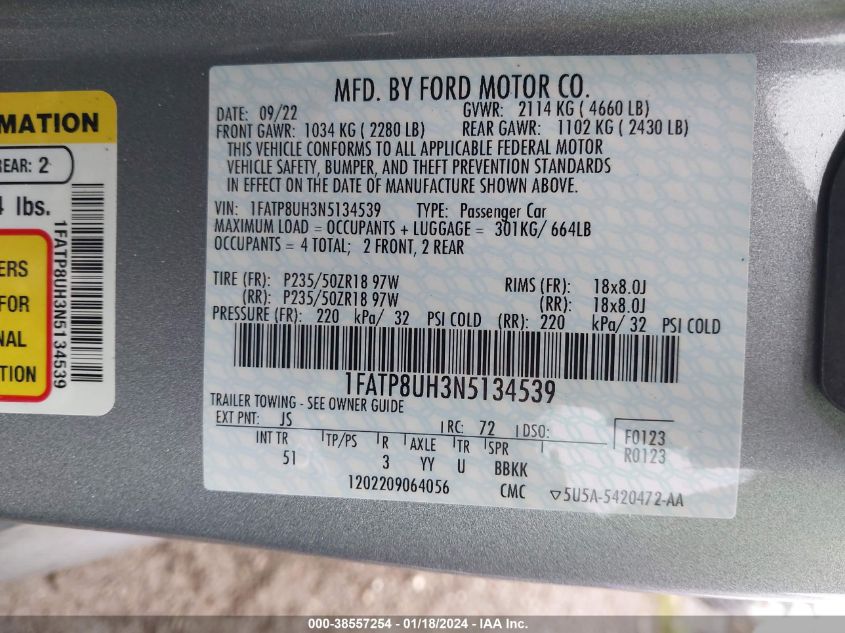 MATION
REAR: 2
4 lbs.
ERS
FOR
NAL
TION
1FATP8UH3N5134539
MFD. BY FORD MOTOR CO.
DATE: 09/22 GVWR: 2114 KG ( 4660 LB)
FRONT GAWR: 1034 KG ( 2280 LB) REAR GAWR: 1102 KG ( 2430 LB)
THIS VEHICLE CONFORMS TO ALL APPLICABLE FEDERAL MOTOR
VEHICLE SAFETY, BUMPER, AND THEFT PREVENTION STANDARDS
IN EFFECT ON THE DATE OF MANUFACTURE SHOWN ABOVE.
VIN: 1FATP8UH3N5134539 TYPE: Passenger Car
MAXIMUM LOAD = OCCUPANTS + LUGGAGE = 301KG/ 664LB
OCCUPANTS = 4 TOTAL; 2 FRONT, 2 REAR
TIRE (FR): P235/50ZR18 97W RIMS (FR): 18x8.0J
(RR): P235/50ZR18 97W (RR): 18x8.0J
PRESSURE (FR): 220 kPa/ 32 PSI COLD (RR): 220 kPa/ 32 PSI COLD
1FATP8UH3N5134539
TRAILER TOWING - SEE OWNER GUIDE
EXT PNT: JS RC: 72 DSO: F0123
INT TR TP/PS R AXLE TR SPR R0123
51 3 YY U BBKK
1202209064056 CMC ▽5U5A-5420472-AA
000-38557254 - 01/18/2024 - IAA Inc.